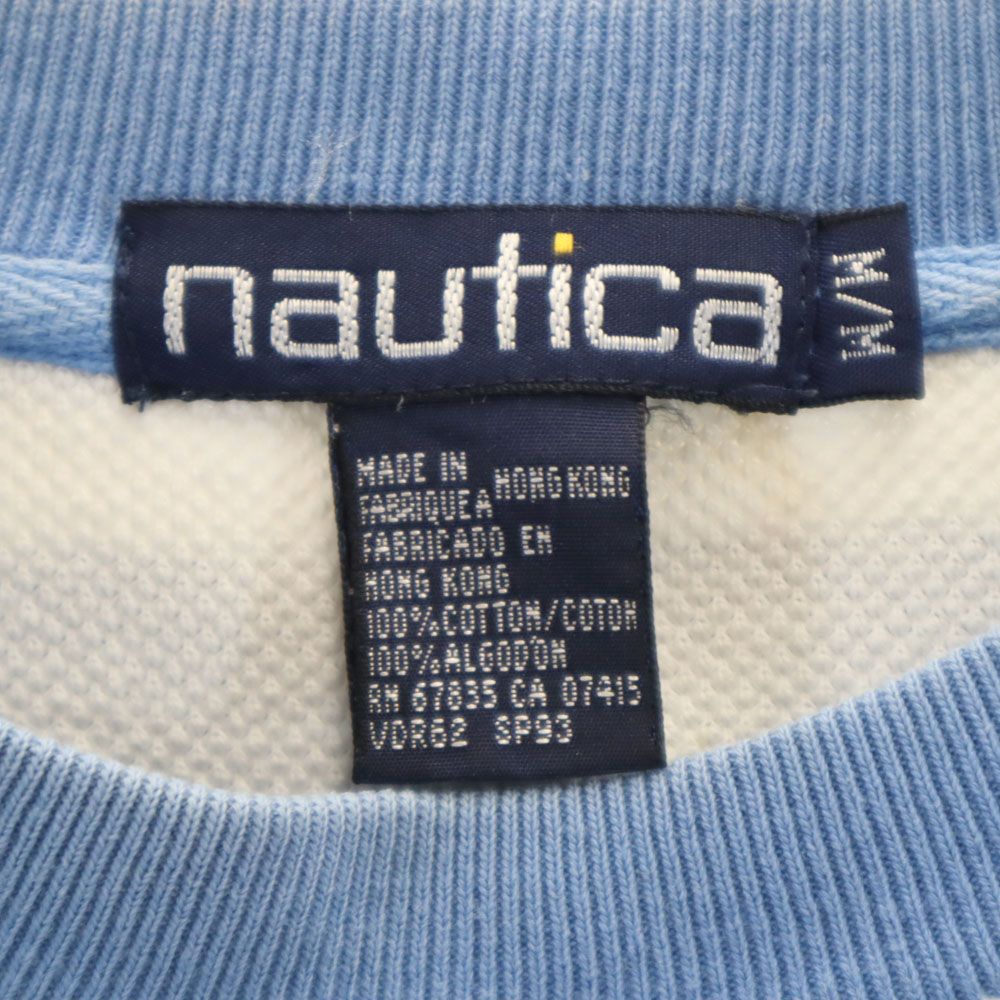 nautica
M/M
MADE IN
FABRIQUE A HONG KONG
FABRICADO EN
HONG KONG
100%COTTON/COTON
100%ALGODÓN
RN 67835 CA 07415
VDR62 SP93